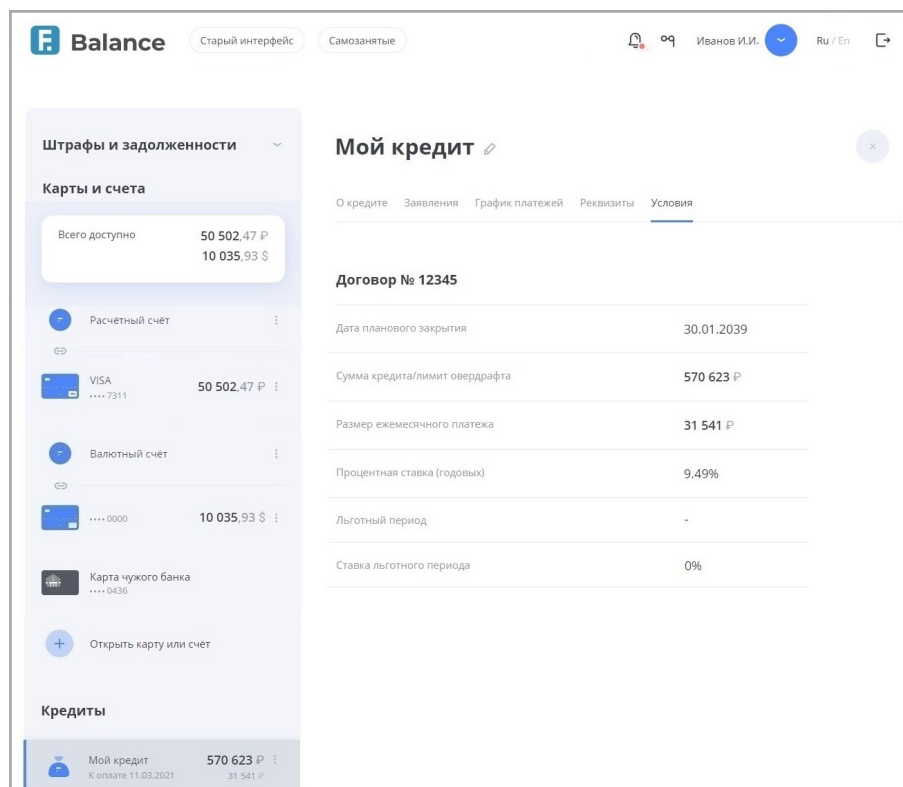 F. Balance Старый интерфейс Самозанятые Иванов И.И. Ru / En
Штрафы и задолженности
Карты и счета
Всего доступно 50 502,47 ₽
10 035,93 $
Расчётный счёт
VISA 50 502,47 ₽
•••• 7311
Валютный счёт
•••• 0000 10 035,93 $
Карта чужого банка
•••• 0436
Открыть карту или счёт
Кредиты
Мой кредит 570 623 ₽
К оплате 11.03.2021 31 541 ₽
Мой кредит
О кредите Заявления График платежей Реквизиты Условия
Договор № 12345
Дата планового закрытия 30.01.2039
Сумма кредита/лимит овердрафта 570 623 ₽
Размер ежемесячного платежа 31 541 ₽
Процентная ставка (годовых) 9.49%
Льготный период -
Ставка льготного периода 0%